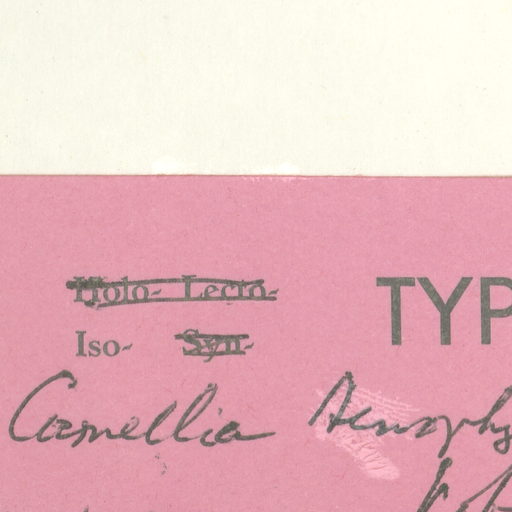 Holo- Lecto-
Iso- Syn-
TYP
Camellia